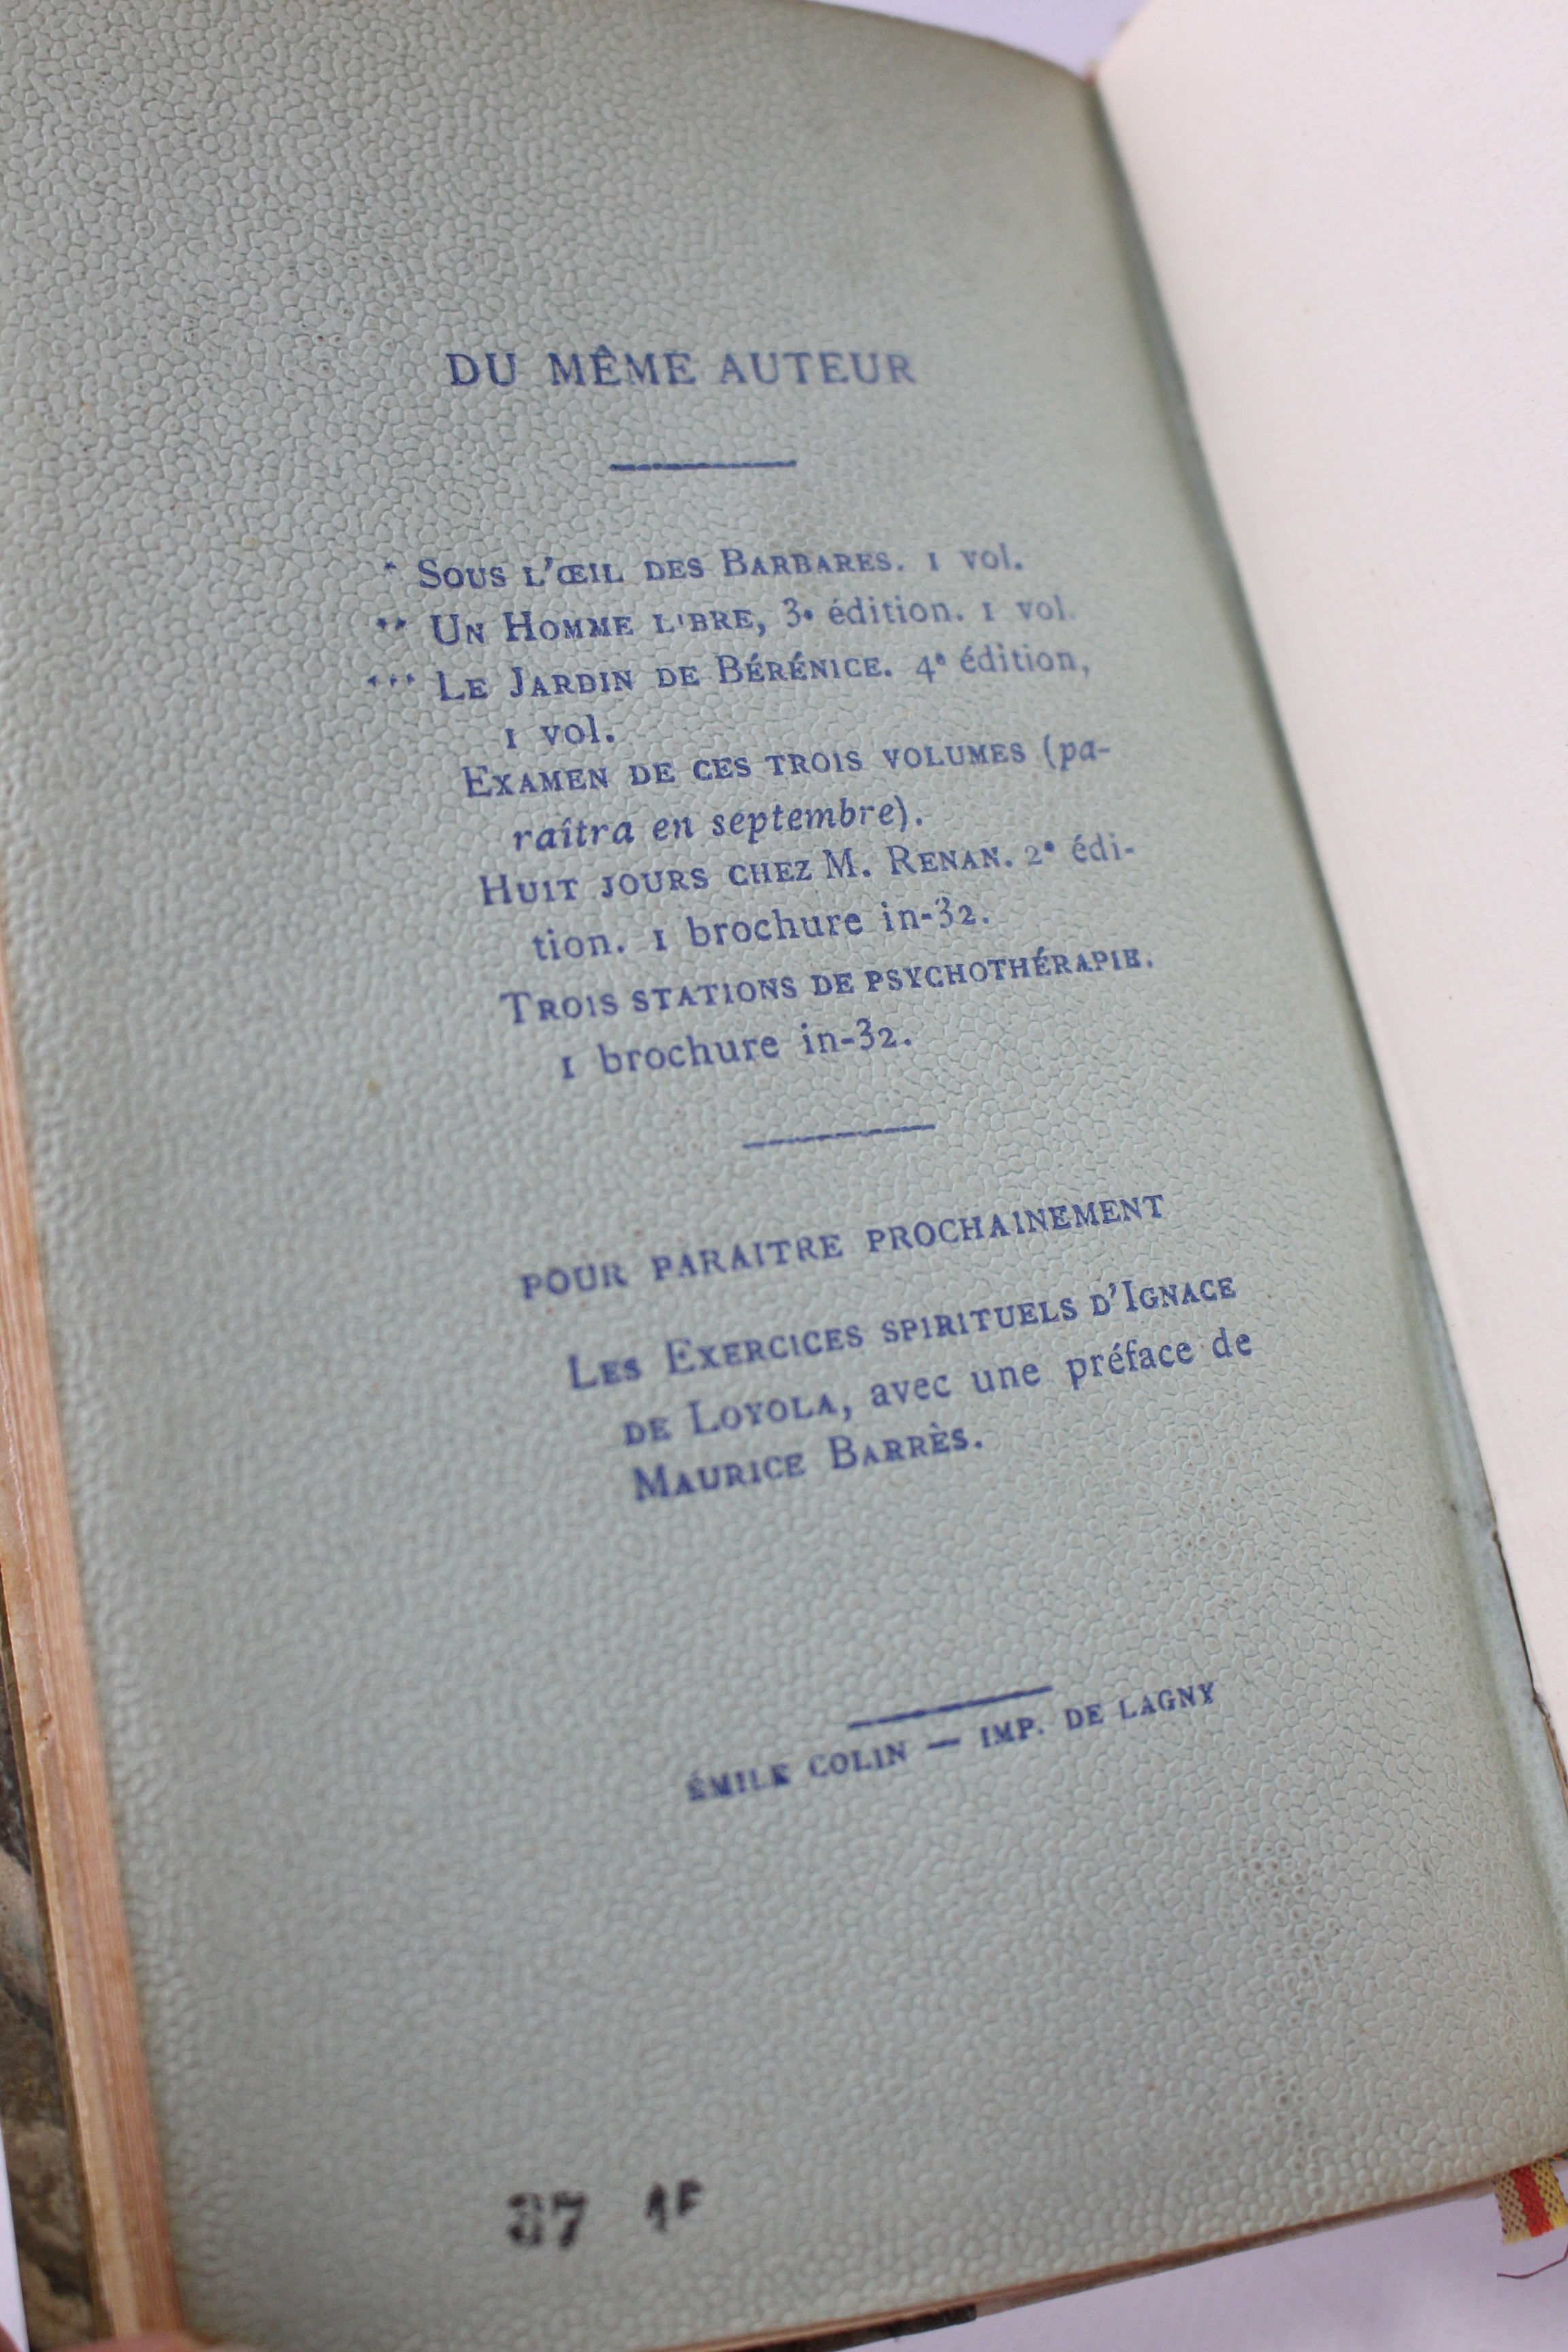 DU MÊME AUTEUR
* SOUS L'ŒIL DES BARBARES. 1 vol.
** UN HOMME LIBRE, 3e édition. 1 vol.
*** LE JARDIN DE BÉRÉNICE. 4e édition,
1 vol.
EXAMEN DE CES TROIS VOLUMES (pa-
raîtra en septembre).
HUIT JOURS CHEZ M. RENAN. 2e édi-
tion. 1 brochure in-32.
TROIS STATIONS DE PSYCHOTHÉRAPIE.
1 brochure in-32.
POUR PARAITRE PROCHAINEMENT
LES EXERCICES SPIRITUELS D'IGNACE
DE LOYOLA, avec une préface de
MAURICE BARRÈS.
ÉMILE COLIN — IMP. DE LAGNY
37